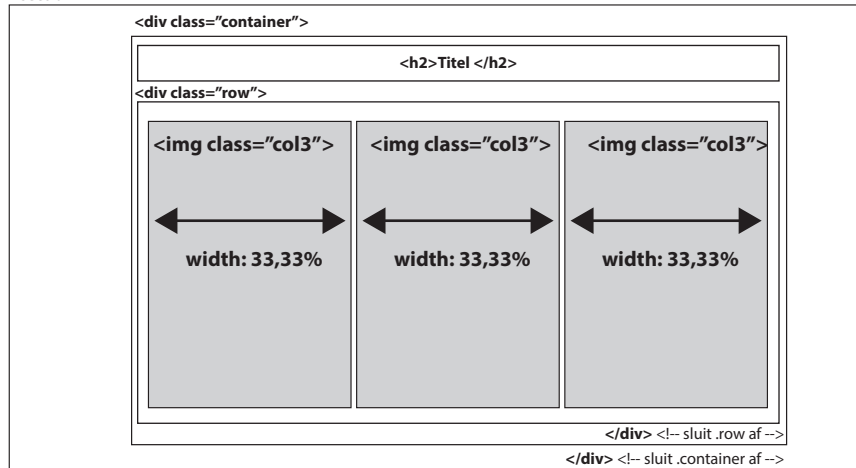 <div class=”container”>
<h2>Titel </h2>
<div class=”row”>
<img class=”col3”> <img class=”col3”> <img class=”col3”>
width: 33,33% width: 33,33% width: 33,33%
</div> <!-- sluit .row af -->
</div> <!-- sluit .container af -->